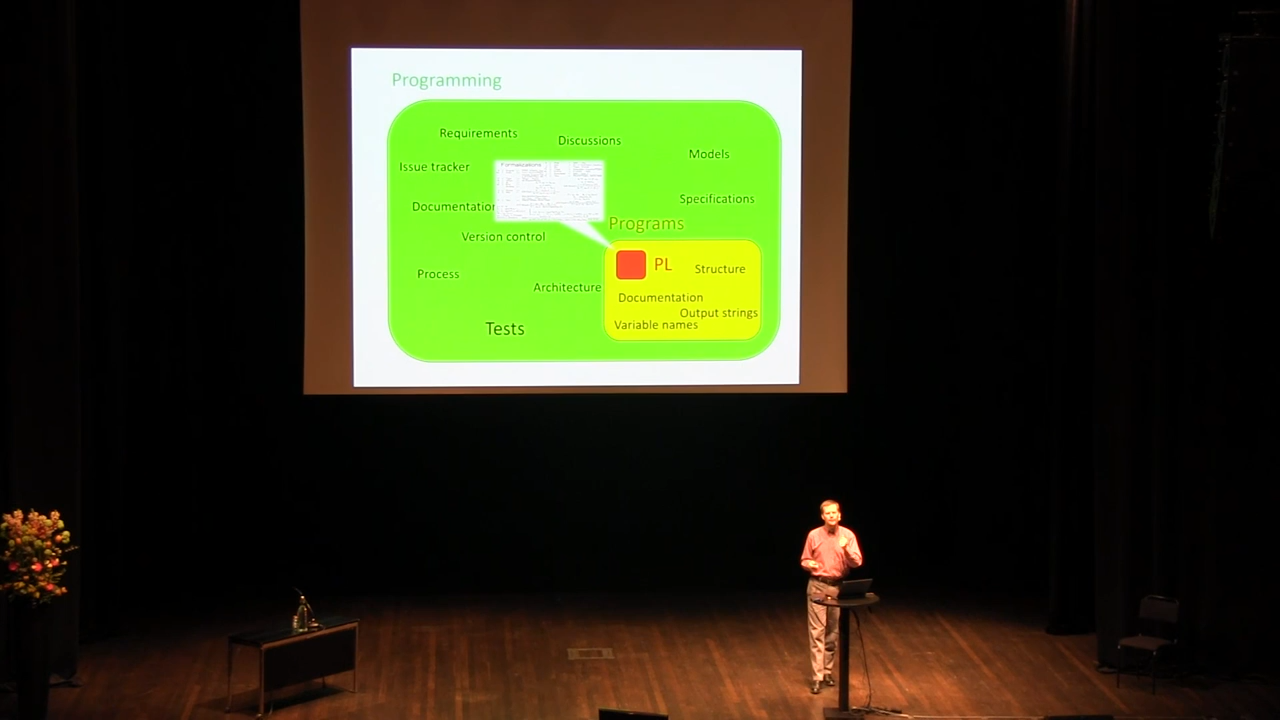 Programming
Requirements
Discussions
Models
Issue tracker
Formalizations
Documentation
Specifications
Programs
Version control
PL
Structure
Process
Architecture
Documentation
Output strings
Variable names
Tests